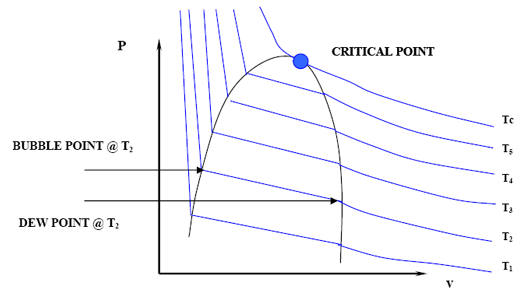 P
CRITICAL POINT
Tc
T5
BUBBLE POINT @ T2
T4
T3
DEW POINT @ T2
T2
T1
V